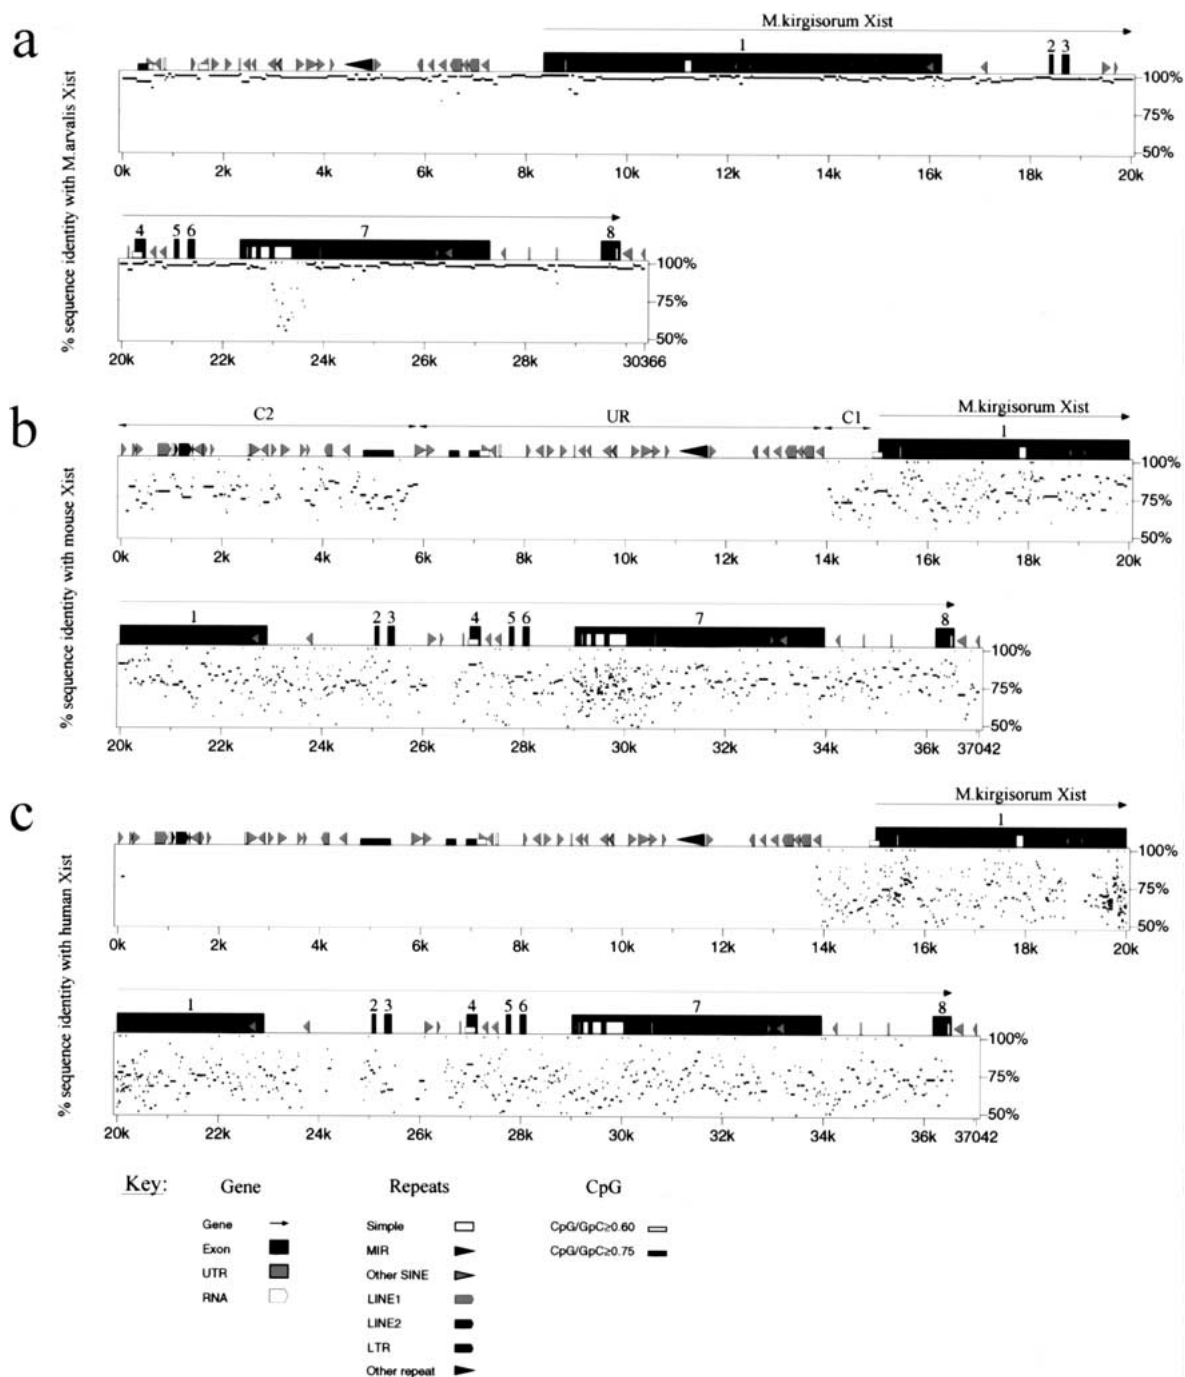 a
M.kirgisorum Xist
1 2 3
% sequence identity with M.arvalis Xist
100%
75%
50%
0k 2k 4k 6k 8k 10k 12k 14k 16k 18k 20k
4 5 6 7 8
100%
75%
50%
20k 22k 24k 26k 28k 30366
b
C2 UR C1 M.kirgisorum Xist
1
% sequence identity with mouse Xist
100%
75%
50%
0k 2k 4k 6k 8k 10k 12k 14k 16k 18k 20k
1 2 3 4 5 6 7 8
100%
75%
50%
20k 22k 24k 26k 28k 30k 32k 34k 36k 37042
c
M.kirgisorum Xist
1
% sequence identity with human Xist
100%
75%
50%
0k 2k 4k 6k 8k 10k 12k 14k 16k 18k 20k
1 2 3 4 5 6 7 8
100%
75%
50%
20k 22k 24k 26k 28k 30k 32k 34k 36k 37042
Key: Gene Repeats CpG
Gene Simple CpG/GpC≥0.60
Exon MIR CpG/GpC≥0.75
UTR Other SINE
RNA LINE1
LINE2
LTR
Other repeat